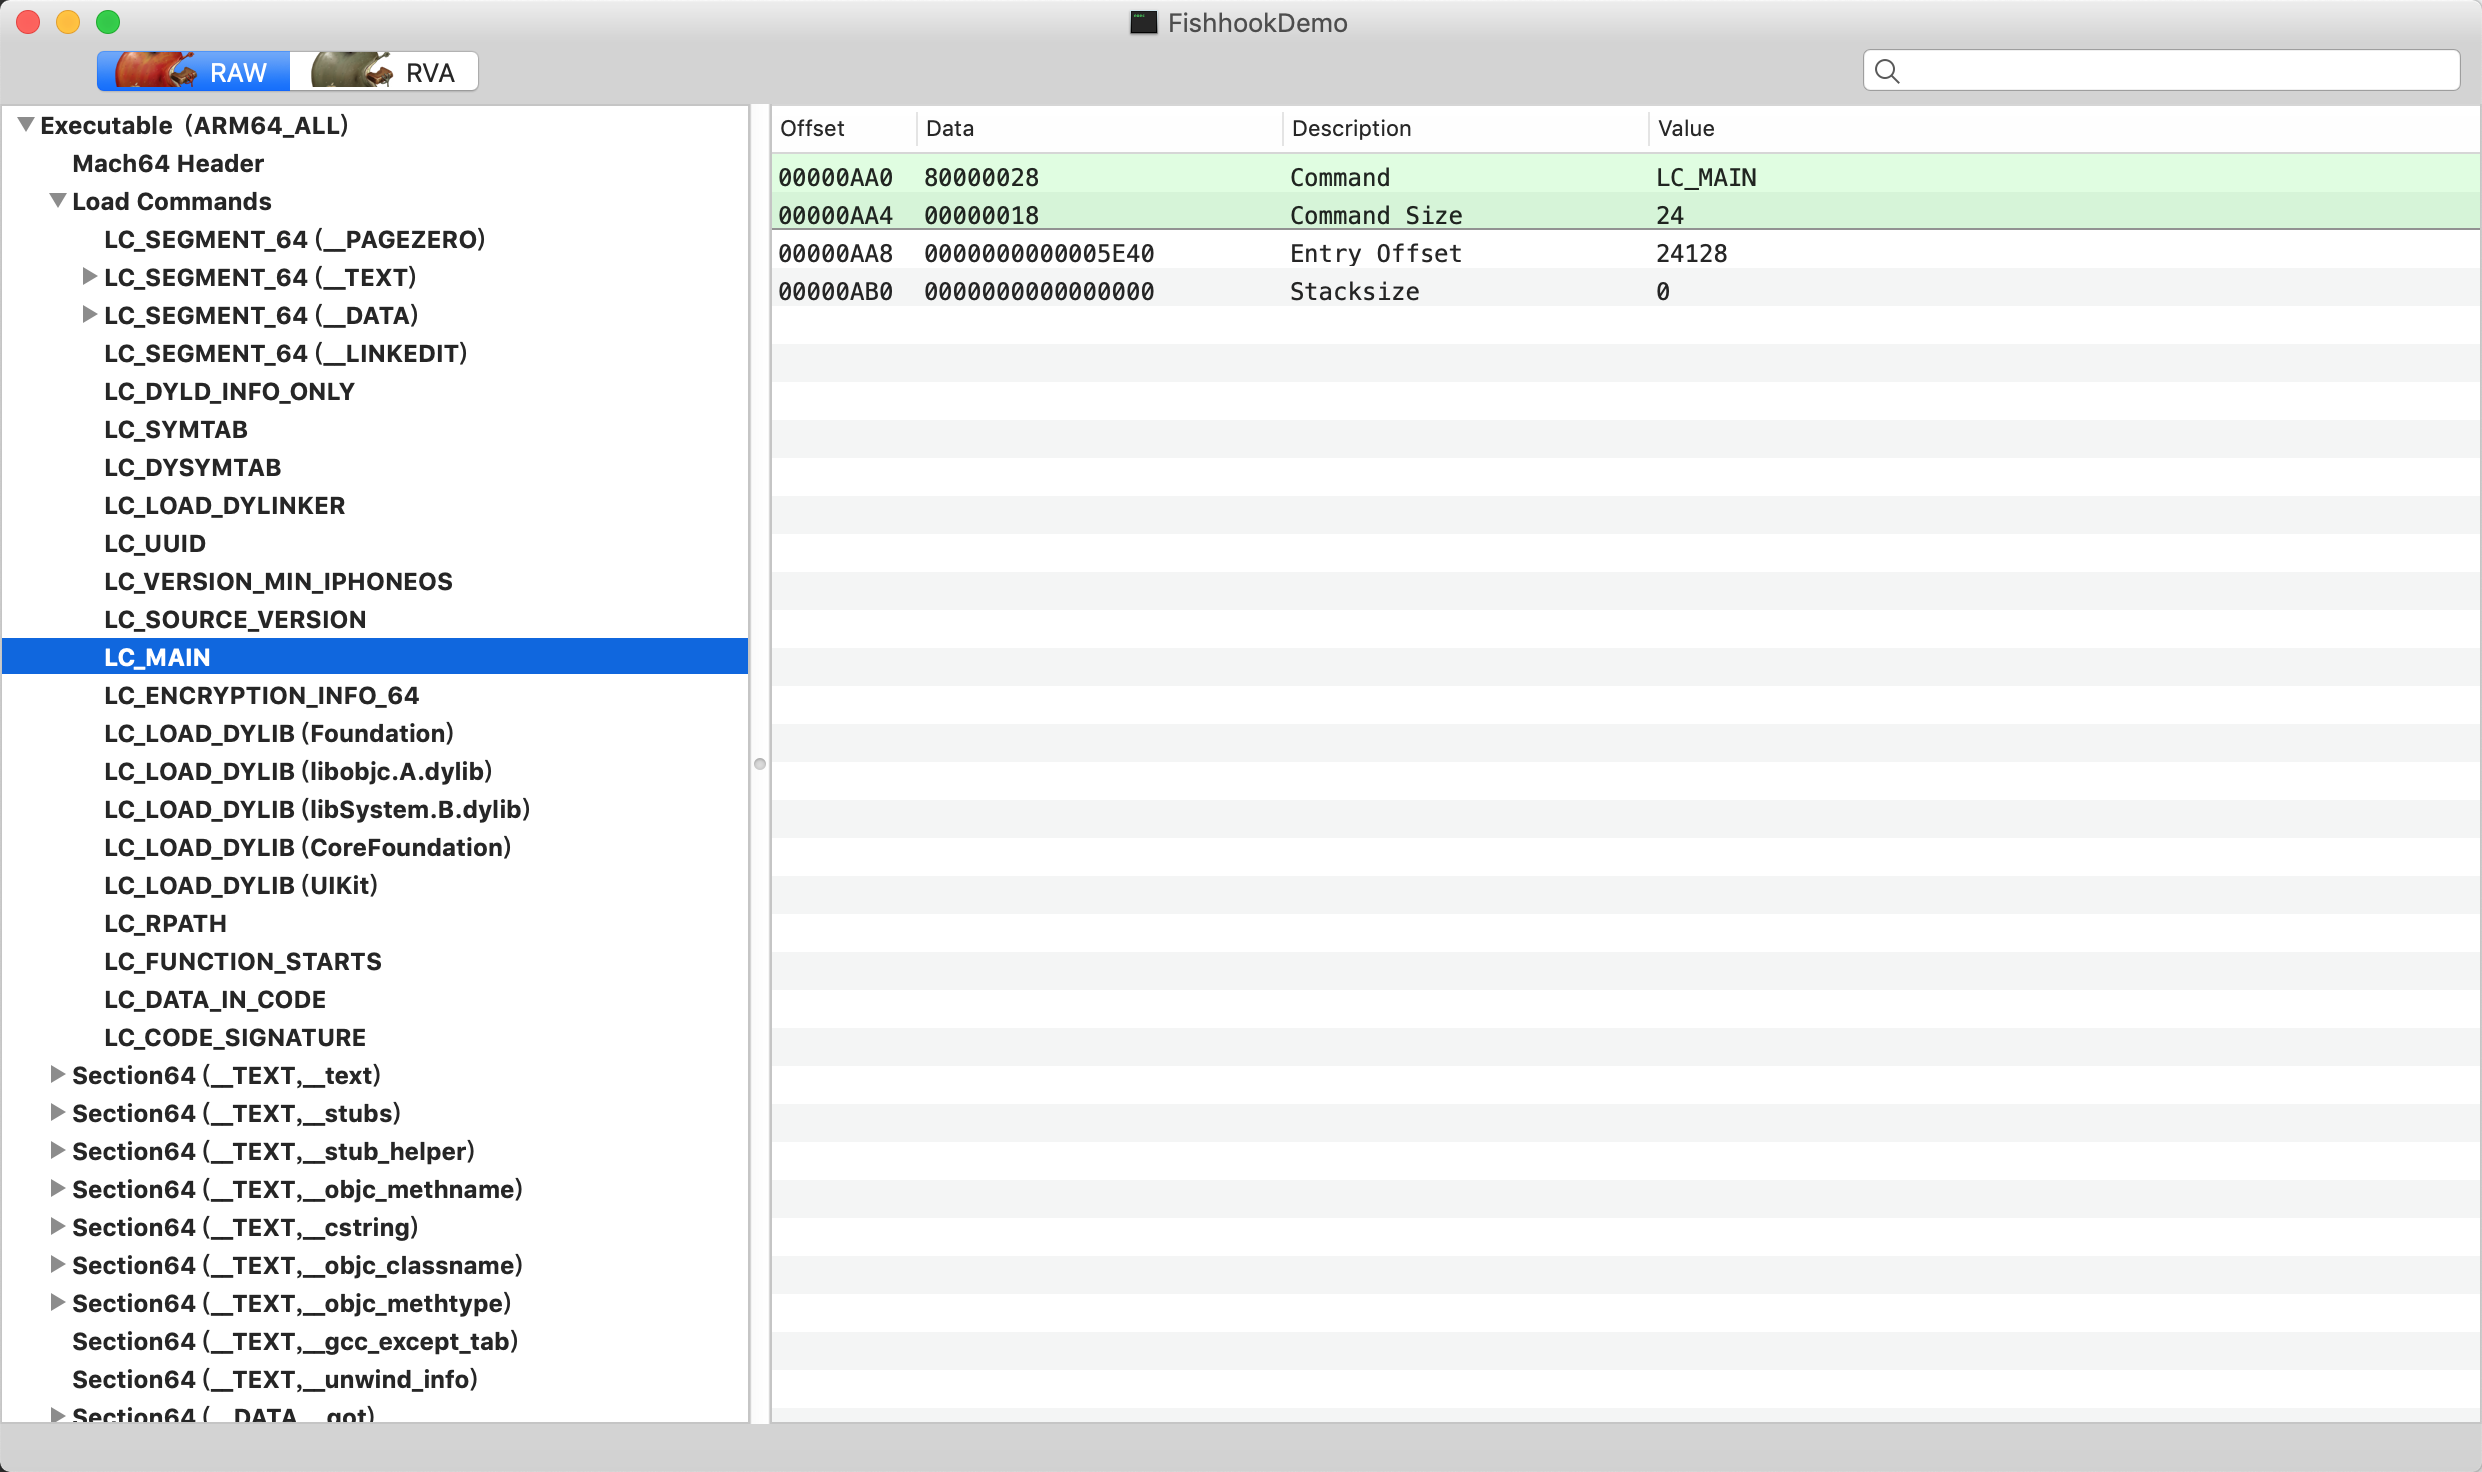 FishhookDemo
RAW RVA
Executable (ARM64_ALL)
Mach64 Header
Load Commands
LC_SEGMENT_64 (__PAGEZERO)
LC_SEGMENT_64 (__TEXT)
LC_SEGMENT_64 (__DATA)
LC_SEGMENT_64 (__LINKEDIT)
LC_DYLD_INFO_ONLY
LC_SYMTAB
LC_DYSYMTAB
LC_LOAD_DYLINKER
LC_UUID
LC_VERSION_MIN_IPHONEOS
LC_SOURCE_VERSION
LC_MAIN
LC_ENCRYPTION_INFO_64
LC_LOAD_DYLIB (Foundation)
LC_LOAD_DYLIB (libobjc.A.dylib)
LC_LOAD_DYLIB (libSystem.B.dylib)
LC_LOAD_DYLIB (CoreFoundation)
LC_LOAD_DYLIB (UIKit)
LC_RPATH
LC_FUNCTION_STARTS
LC_DATA_IN_CODE
LC_CODE_SIGNATURE
Section64 (__TEXT,__text)
Section64 (__TEXT,__stubs)
Section64 (__TEXT,__stub_helper)
Section64 (__TEXT,__objc_methname)
Section64 (__TEXT,__cstring)
Section64 (__TEXT,__objc_classname)
Section64 (__TEXT,__objc_methtype)
Section64 (__TEXT,__gcc_except_tab)
Section64 (__TEXT,__unwind_info)
Section64 (__DATA,__got)
Offset Data Description Value
00000AA0 80000028 Command LC_MAIN
00000AA4 00000018 Command Size 24
00000AA8 0000000000005E40 Entry Offset 24128
00000AB0 0000000000000000 Stacksize 0